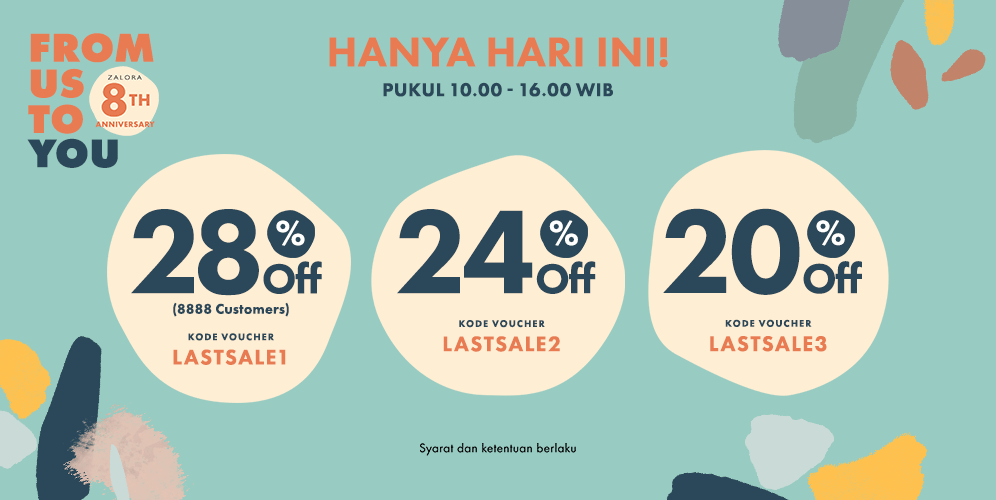 FROM
US
TO
YOU
ZALORA
8TH
ANNIVERSARY
HANYA HARI INI!
PUKUL 10.00 - 16.00 WIB
28% Off
(8888 Customers)
KODE VOUCHER
LASTSALE1
24% Off
KODE VOUCHER
LASTSALE2
20% Off
KODE VOUCHER
LASTSALE3
Syarat dan ketentuan berlaku